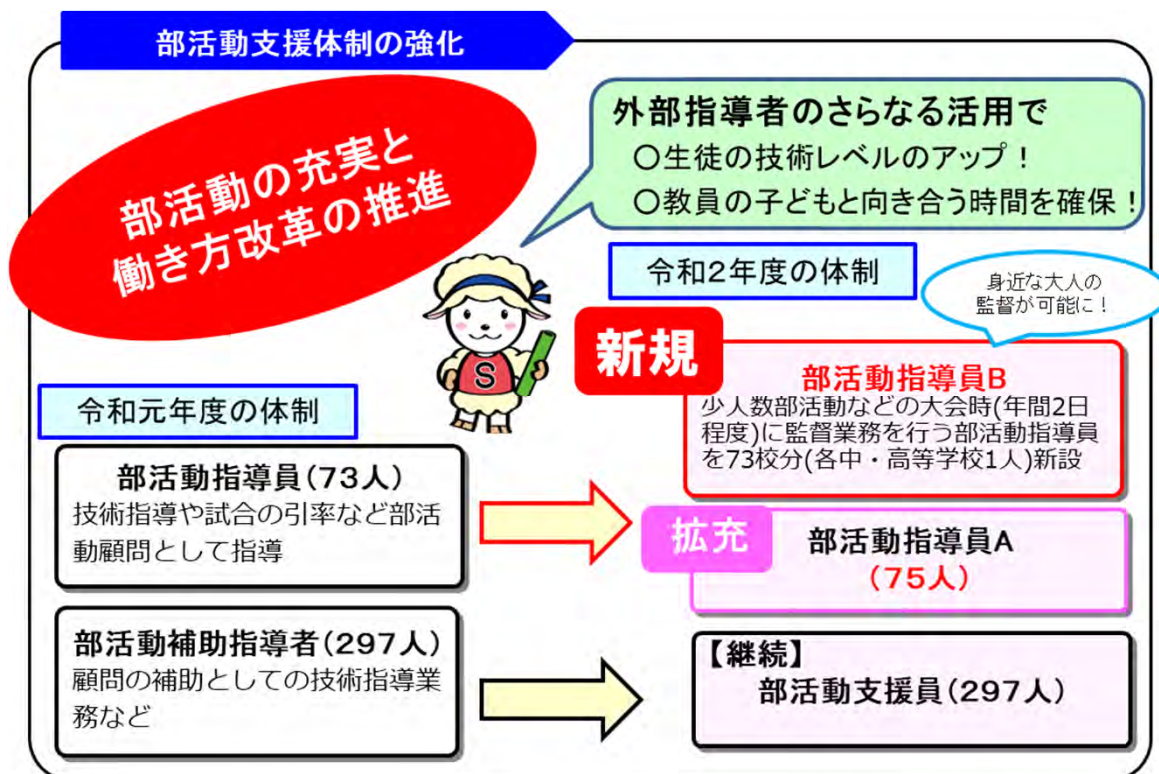 部活動支援体制の強化
部活動の充実と
働き方改革の推進
外部指導者のさらなる活用で
○生徒の技術レベルのアップ！
○教員の子どもと向き合う時間を確保！
令和2年度の体制
身近な大人の
監督が可能に！
新規
部活動指導員B
少人数部活動などの大会時(年間2日
程度)に監督業務を行う部活動指導員
を73校分(各中・高等学校1人)新設
S
令和元年度の体制
部活動指導員(73人)
技術指導や試合の引率など部活
動顧問として指導
拡充
部活動指導員A
(75人)
部活動補助指導者(297人)
顧問の補助としての技術指導業
務など
【継続】
部活動支援員(297人)